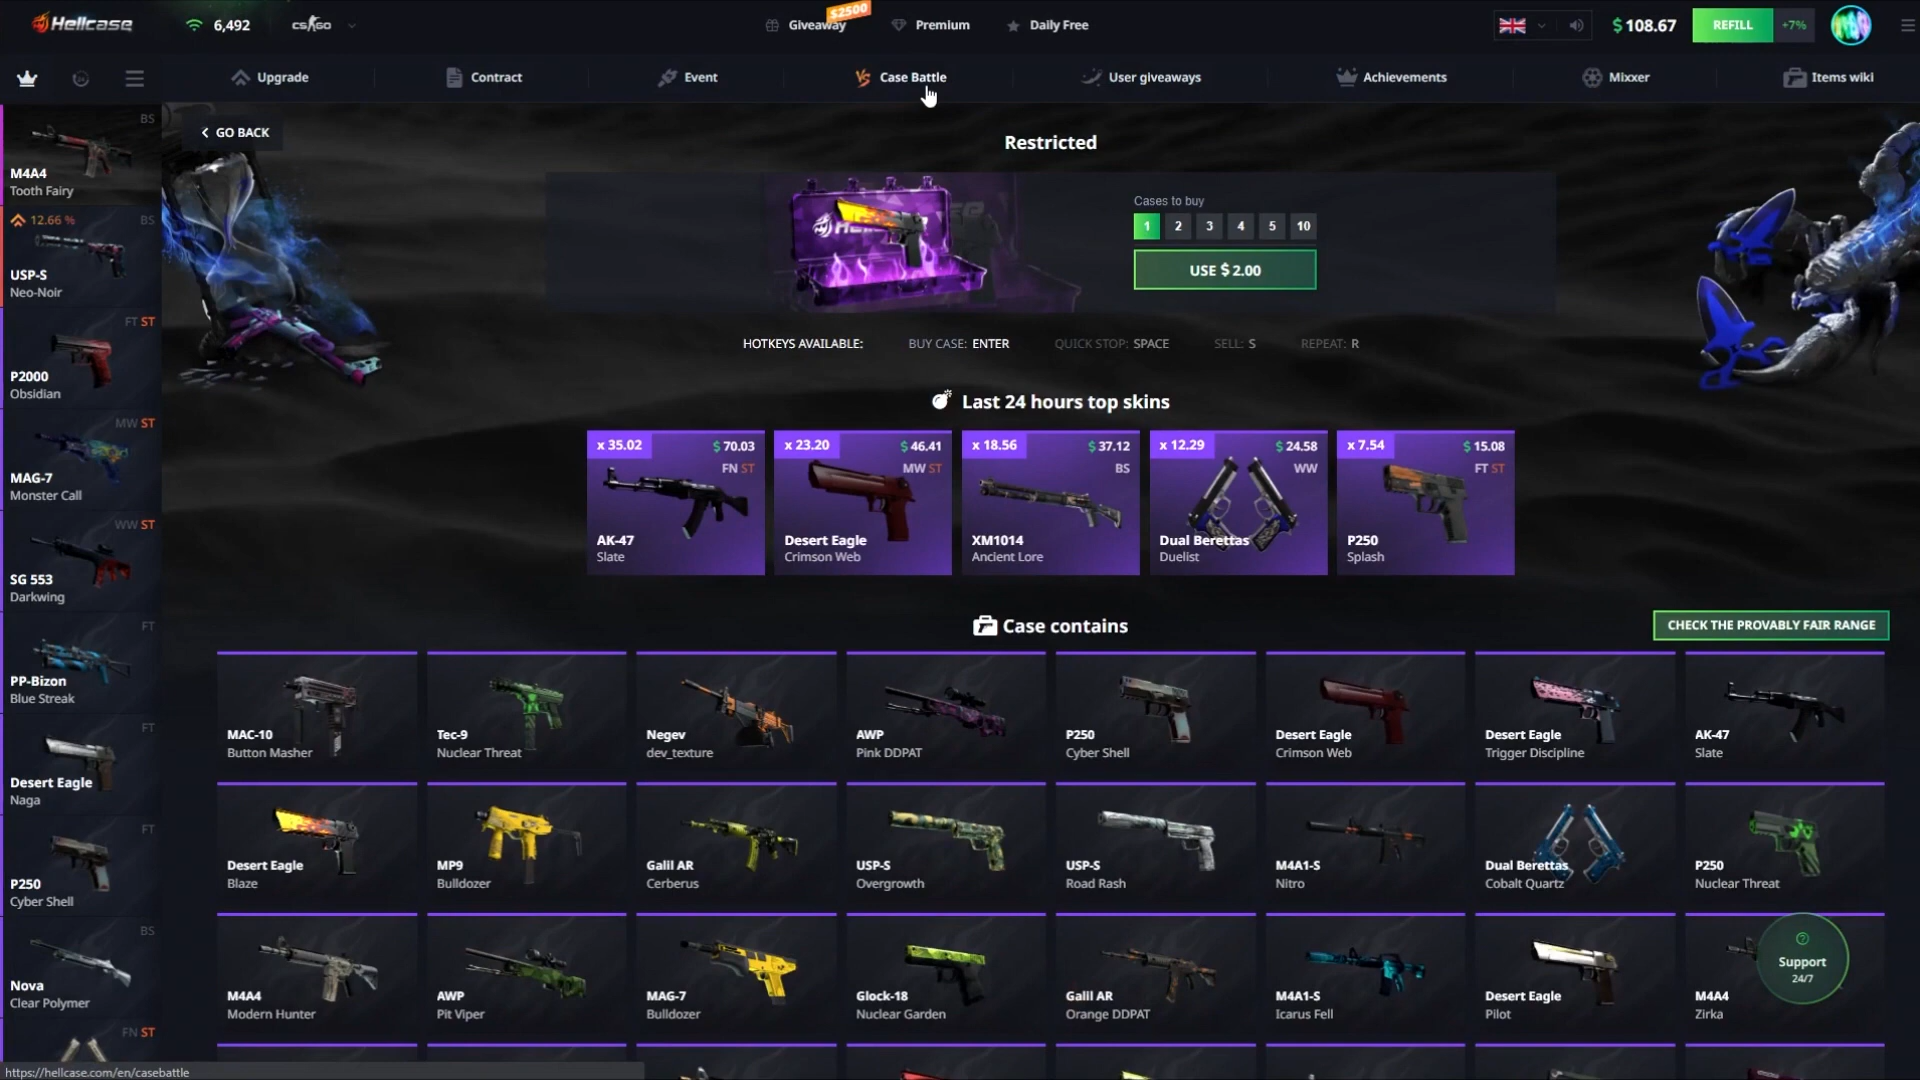 Hellcase
6,492
CS:GO
Giveaway
$2500
Premium
Daily Free
$ 108.67
REFILL
+7%
Upgrade
Contract
Event
VS
Case Battle
User giveaways
Achievements
Mixxer
Items wiki
GO BACK
Restricted
Cases to buy
1
2
3
4
5
10
USE $ 2.00
HOTKEYS AVAILABLE:
BUY CASE: ENTER
QUICK STOP: SPACE
SELL: S
REPEAT: R
BS
M4A4
Tooth Fairy
12.66 %
BS
USP-S
Neo-Noir
FT ST
P2000
Obsidian
MW ST
MAG-7
Monster Call
WW ST
SG 553
Darkwing
FT
PP-Bizon
Blue Streak
FT
Desert Eagle
Naga
FT
P250
Cyber Shell
BS
Nova
Clear Polymer
FN ST
Last 24 hours top skins
x 35.02
$ 70.03
FN ST
AK-47
Slate
x 23.20
$ 46.41
MW ST
Desert Eagle
Crimson Web
x 18.56
$ 37.12
BS
XM1014
Ancient Lore
x 12.29
$ 24.58
WW
Dual Berettas
Duelist
x 7.54
$ 15.08
FT ST
P250
Splash
Case contains
CHECK THE PROVABLY FAIR RANGE
MAC-10
Button Masher
Tec-9
Nuclear Threat
Negev
dev_texture
AWP
Pink DDPAT
P250
Cyber Shell
Desert Eagle
Crimson Web
Desert Eagle
Trigger Discipline
AK-47
Slate
Desert Eagle
Blaze
MP9
Bulldozer
Galil AR
Cerberus
USP-S
Overgrowth
USP-S
Road Rash
M4A1-S
Nitro
Dual Berettas
Cobalt Quartz
P250
Nuclear Threat
M4A4
Modern Hunter
AWP
Pit Viper
MAG-7
Bulldozer
Glock-18
Nuclear Garden
Galil AR
Orange DDPAT
M4A1-S
Icarus Fell
Desert Eagle
Pilot
M4A4
Zirka
Support
24/7
https://hellcase.com/en/casebattle